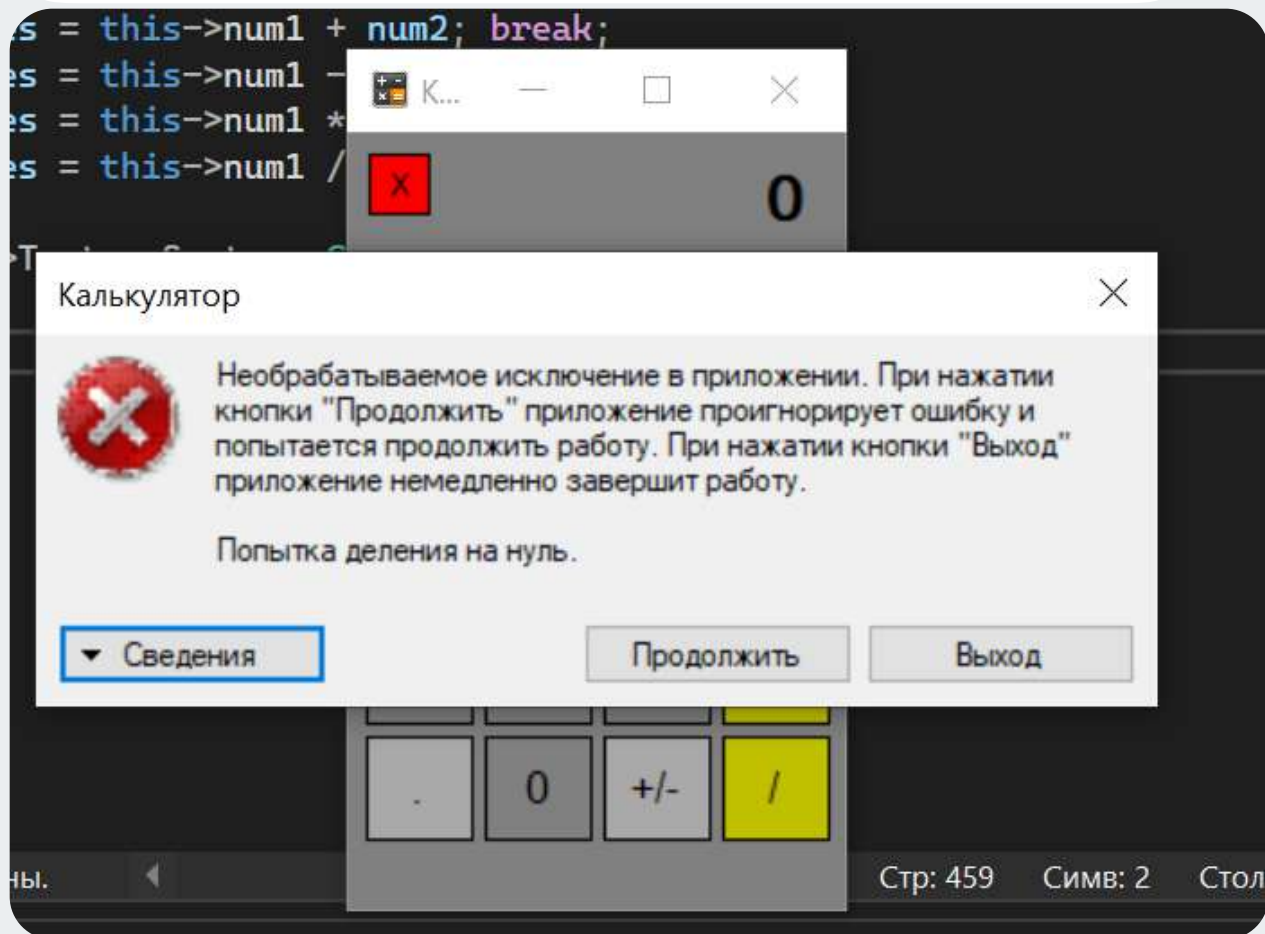 s = this->num1 + num2; break;
es = this->num1 -
es = this->num1 *
es = this->num1 /
К...
X
0
>T
Калькулятор
Необрабатываемое исключение в приложении. При нажатии
кнопки "Продолжить" приложение проигнорирует ошибку и
попытается продолжить работу. При нажатии кнопки "Выход"
приложение немедленно завершит работу.
Попытка деления на нуль.
Сведения
Продолжить
Выход
.
0
+/-
/
ны.
Стр: 459
Симв: 2
Стол